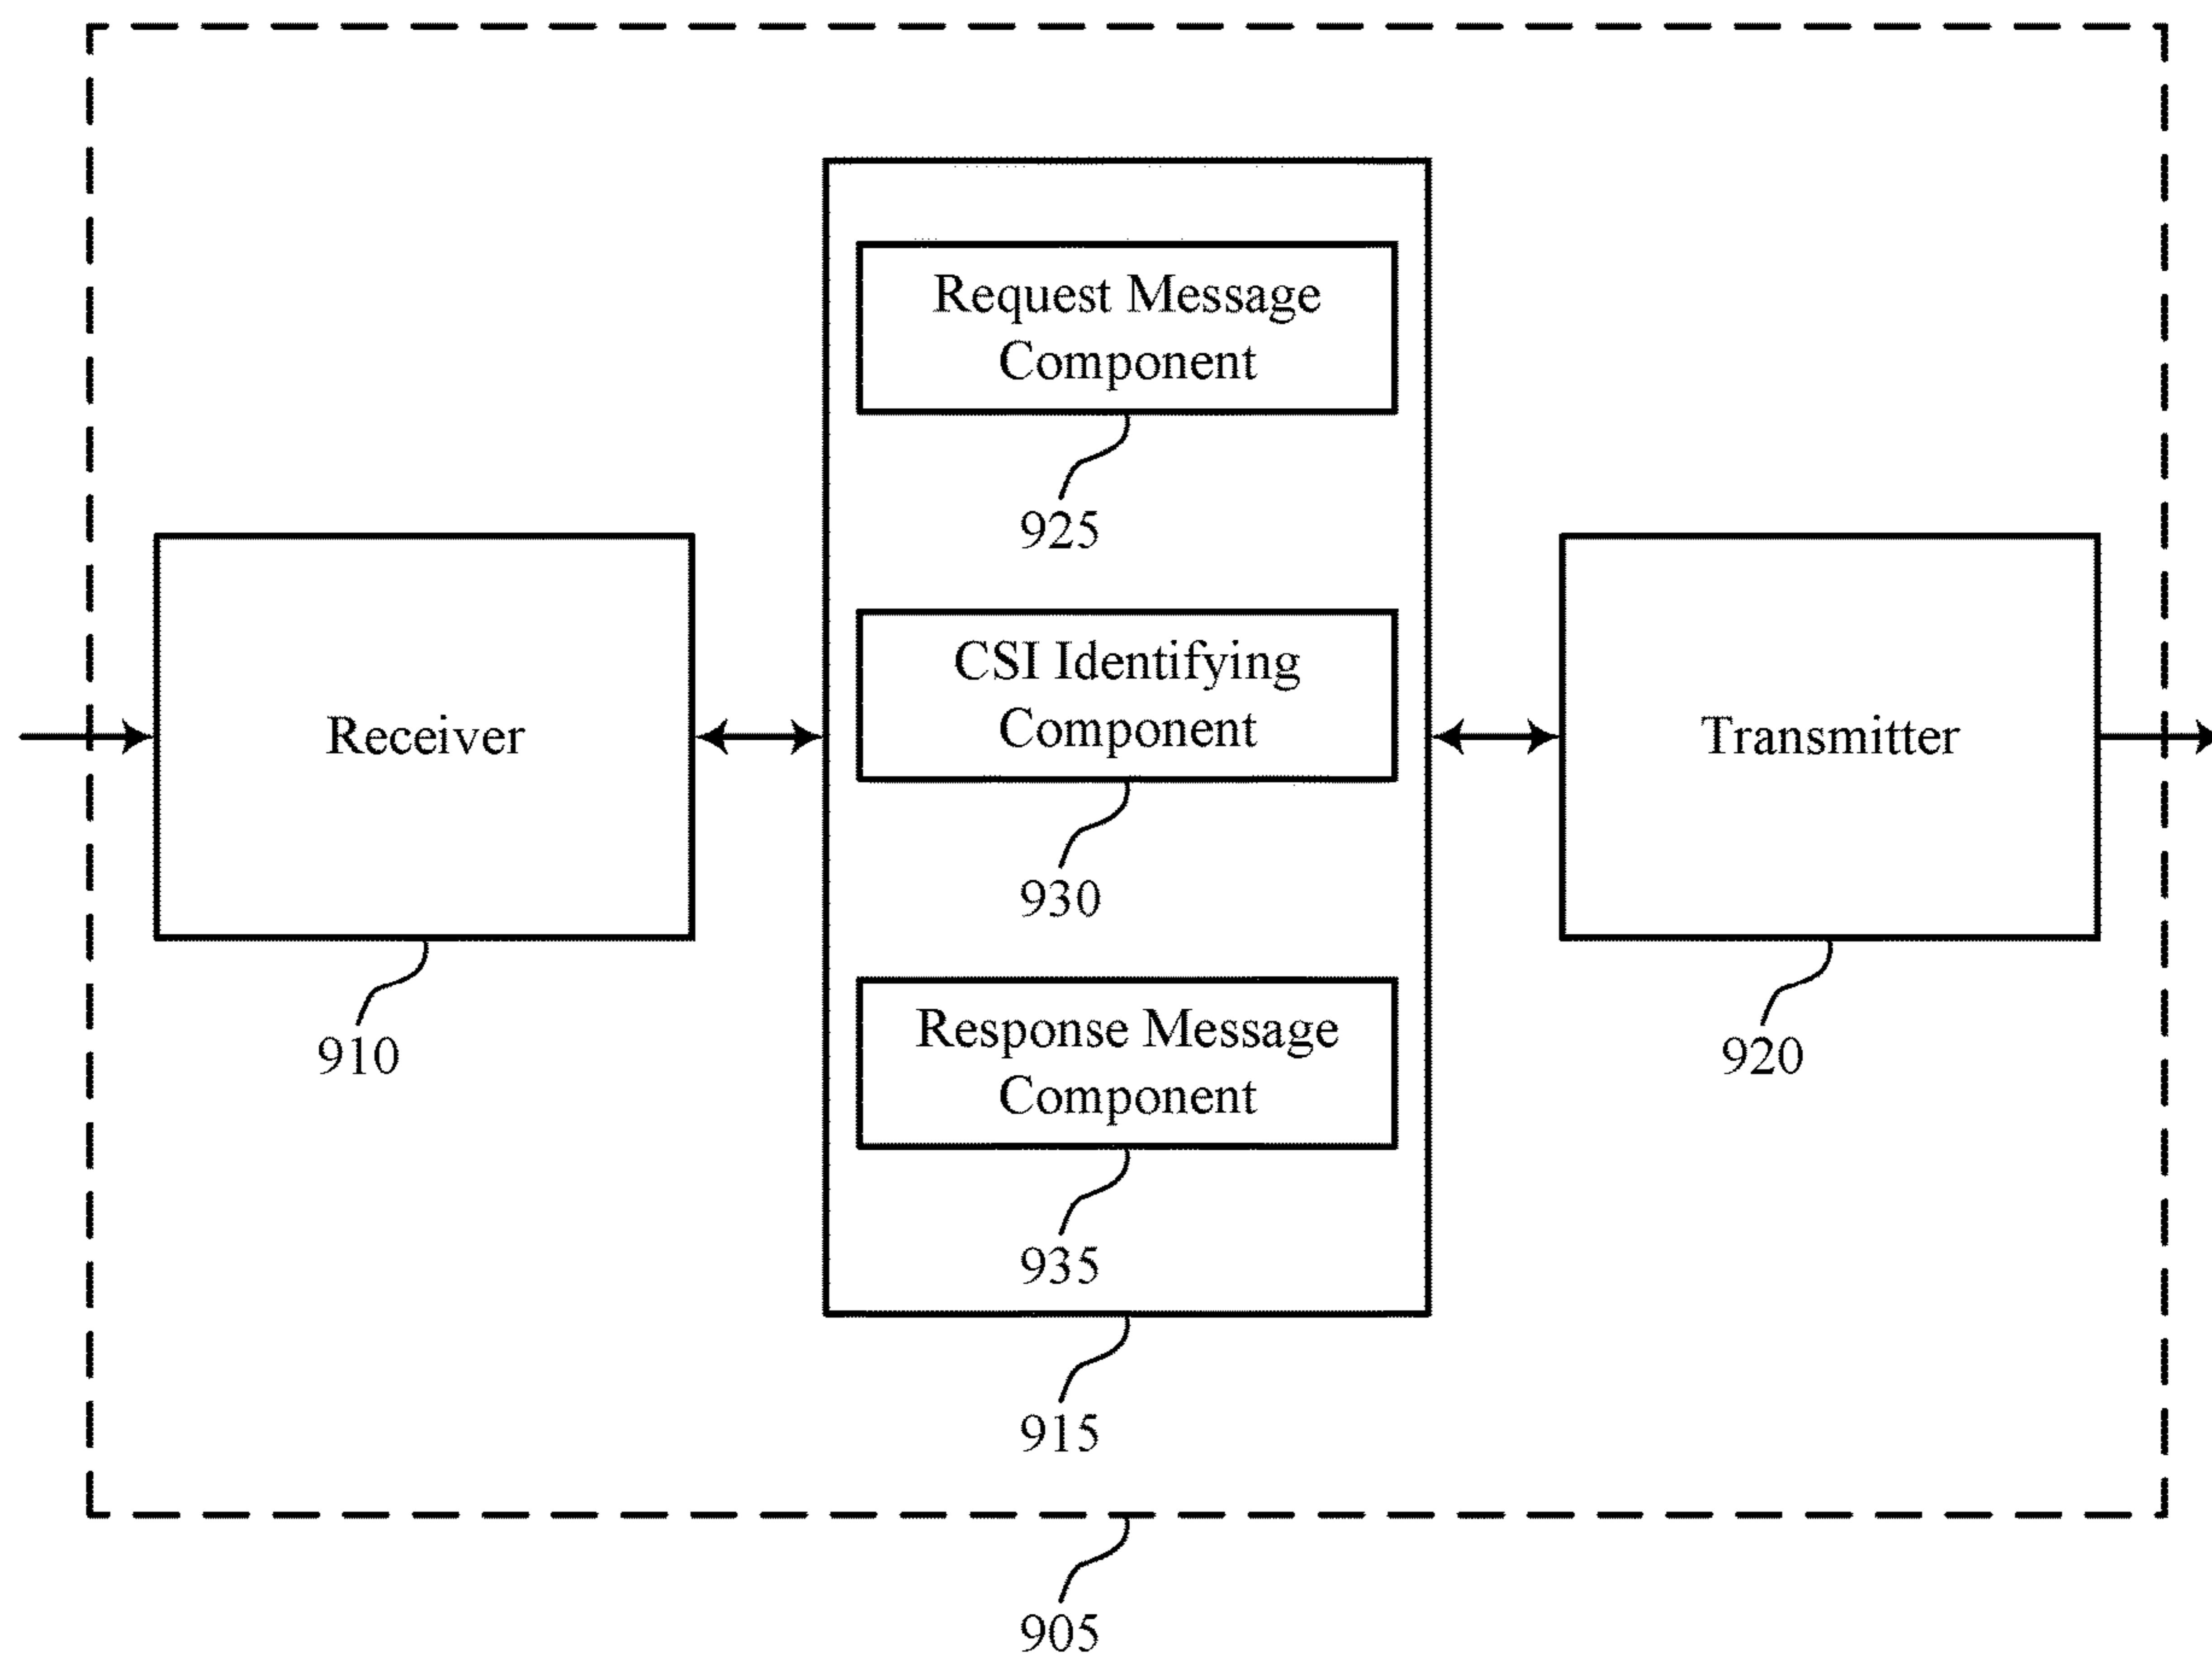 Request Message
Component
925
Receiver
910
CSI Identifying
Component
930
Response Message
Component
935
915
Transmitter
920
905